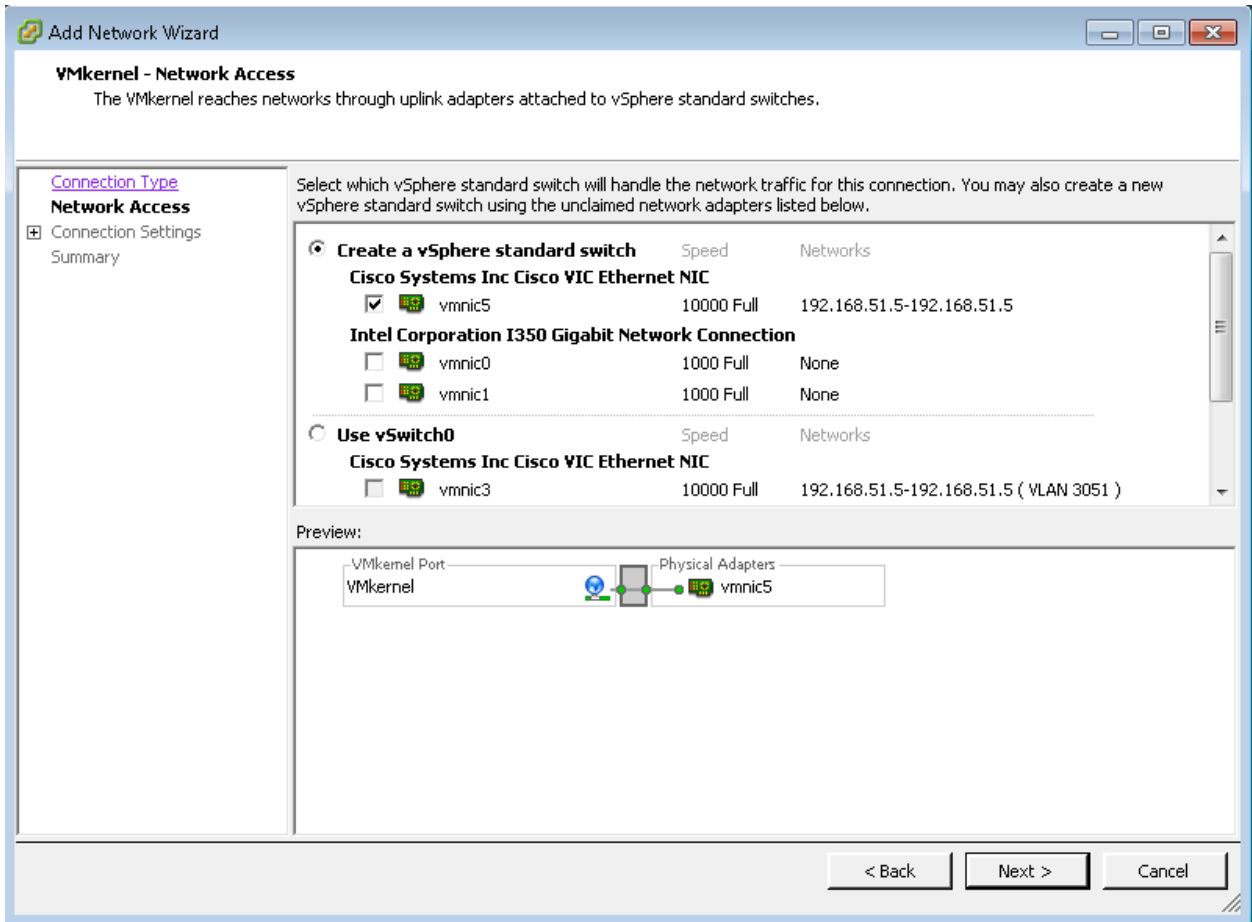 Add Network Wizard
VMkernel - Network Access
The VMkernel reaches networks through uplink adapters attached to vSphere standard switches.
Connection Type
Network Access
Connection Settings
Summary
Select which vSphere standard switch will handle the network traffic for this connection. You may also create a new
vSphere standard switch using the unclaimed network adapters listed below.
Create a vSphere standard switch Speed Networks
Cisco Systems Inc Cisco VIC Ethernet NIC
vmnic5 10000 Full 192.168.51.5-192.168.51.5
Intel Corporation I350 Gigabit Network Connection
vmnic0 1000 Full None
vmnic1 1000 Full None
Use vSwitch0 Speed Networks
Cisco Systems Inc Cisco VIC Ethernet NIC
vmnic3 10000 Full 192.168.51.5-192.168.51.5 ( VLAN 3051 )
Preview:
VMkernel Port Physical Adapters
VMkernel vmnic5
< Back Next > Cancel